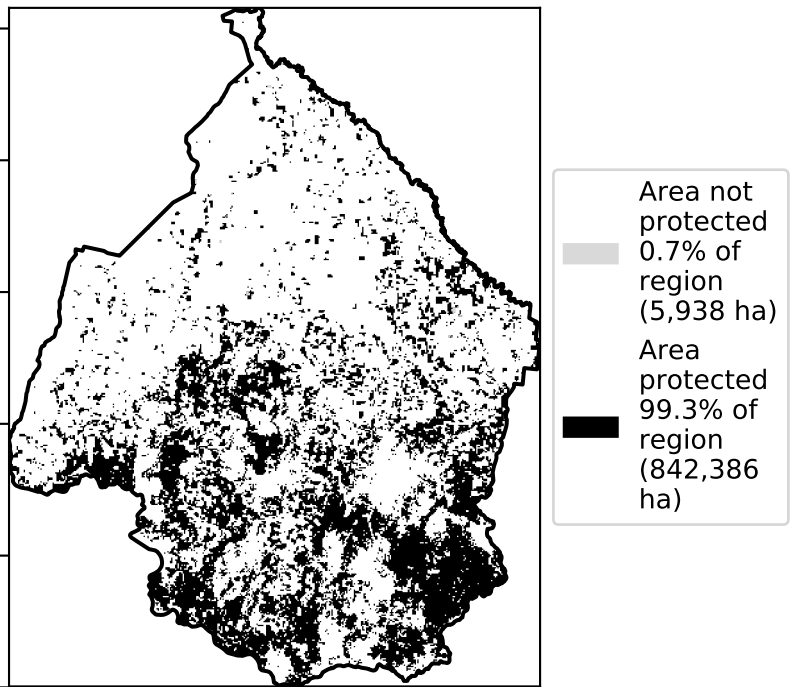 Area not
protected
0.7% of
region
(5,938 ha)
Area
protected
99.3% of
region
(842,386
ha)